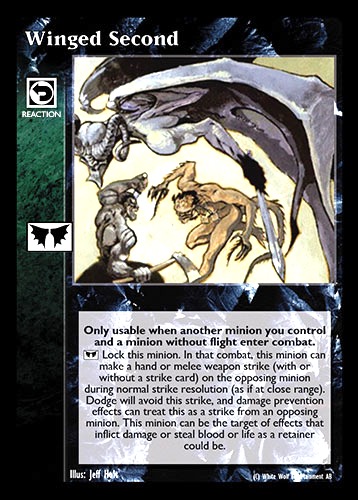 Winged Second
REACTION
Only usable when another minion you control
and a minion without flight enter combat.
Lock this minion. In that combat, this minion can
make a hand or melee weapon strike (with or
without a strike card) on the opposing minion
during normal strike resolution (as if at close range).
Dodge will avoid this strike, and damage prevention
effects can treat this as a strike from an opposing
minion. This minion can be the target of effects that
inflict damage or steal blood or life as a retainer
could be.
Illus: Jeff Holt
(C) White Wolf Entertainment AB